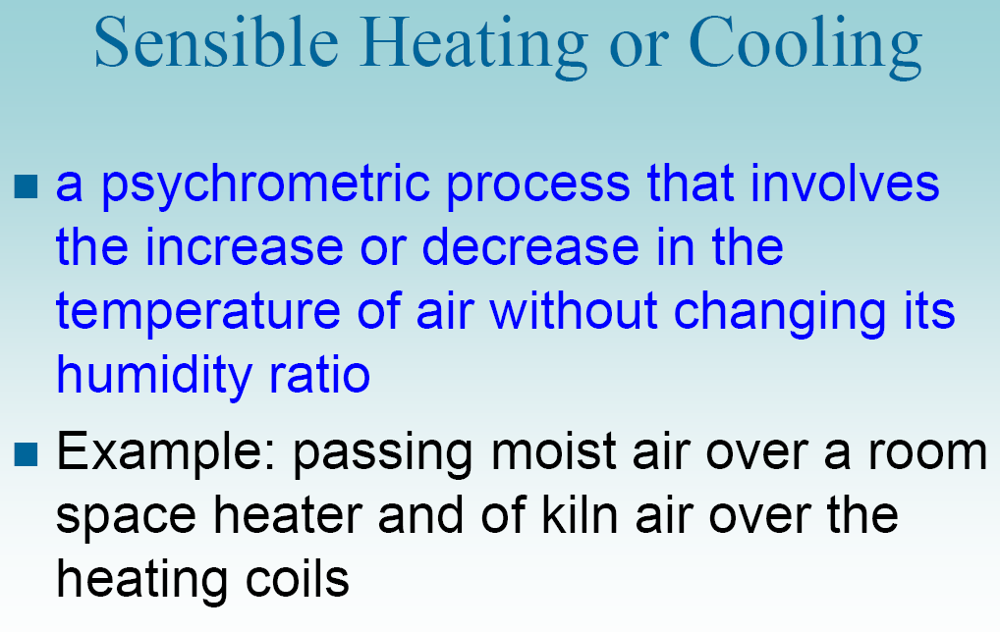 Sensible Heating or Cooling
■ a psychrometric process that involves
the increase or decrease in the
temperature of air without changing its
humidity ratio
■ Example: passing moist air over a room
space heater and of kiln air over the
heating coils